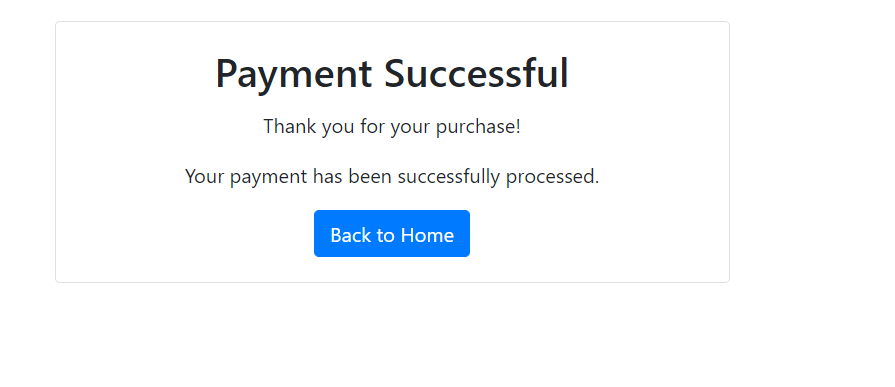 Payment Successful
Thank you for your purchase!
Your payment has been successfully processed.
Back to Home